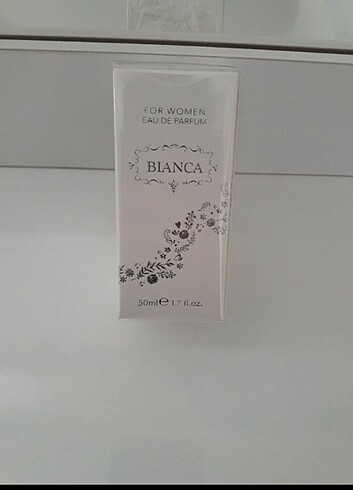 FOR WOMEN
EAU DE PARFUM
BIANCA
50ml e 1.7 fl.oz.